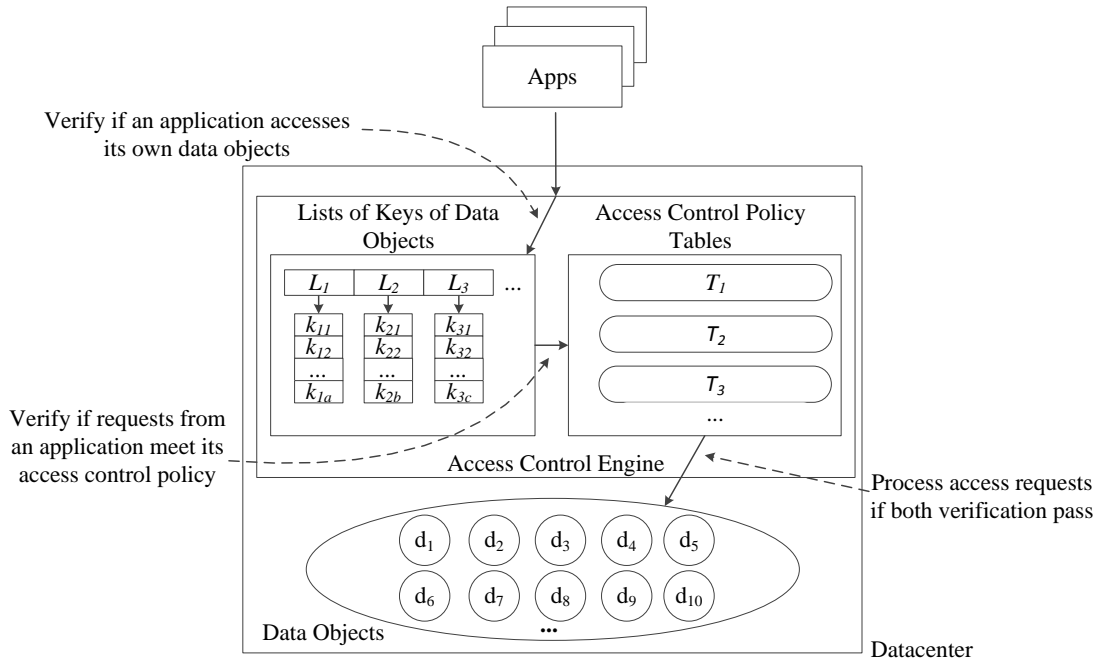 Apps
Verify if an application accesses
its own data objects
Lists of Keys of Data
Objects
Access Control Policy
Tables
L1 L2 L3 ...
k11 k21 k31
k12 k22 k32
... ... ...
k1a k2b k3c
T1
T2
T3
...
Verify if requests from
an application meet its
access control policy
Access Control Engine
Process access requests
if both verification pass
d1 d2 d3 d4 d5
d6 d7 d8 d9 d10
...
Data Objects
Datacenter